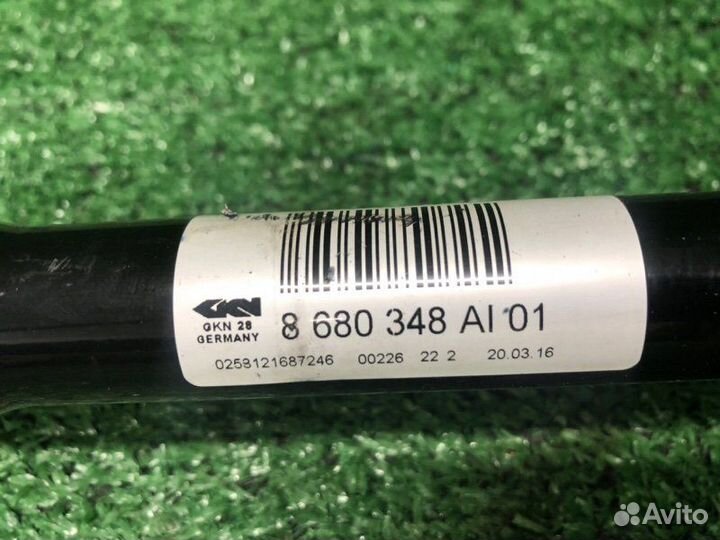 GKN
GKN 28
GERMANY
8 680 348 AI 01
0258121687246 00226 22 2 20.03.16
Avito